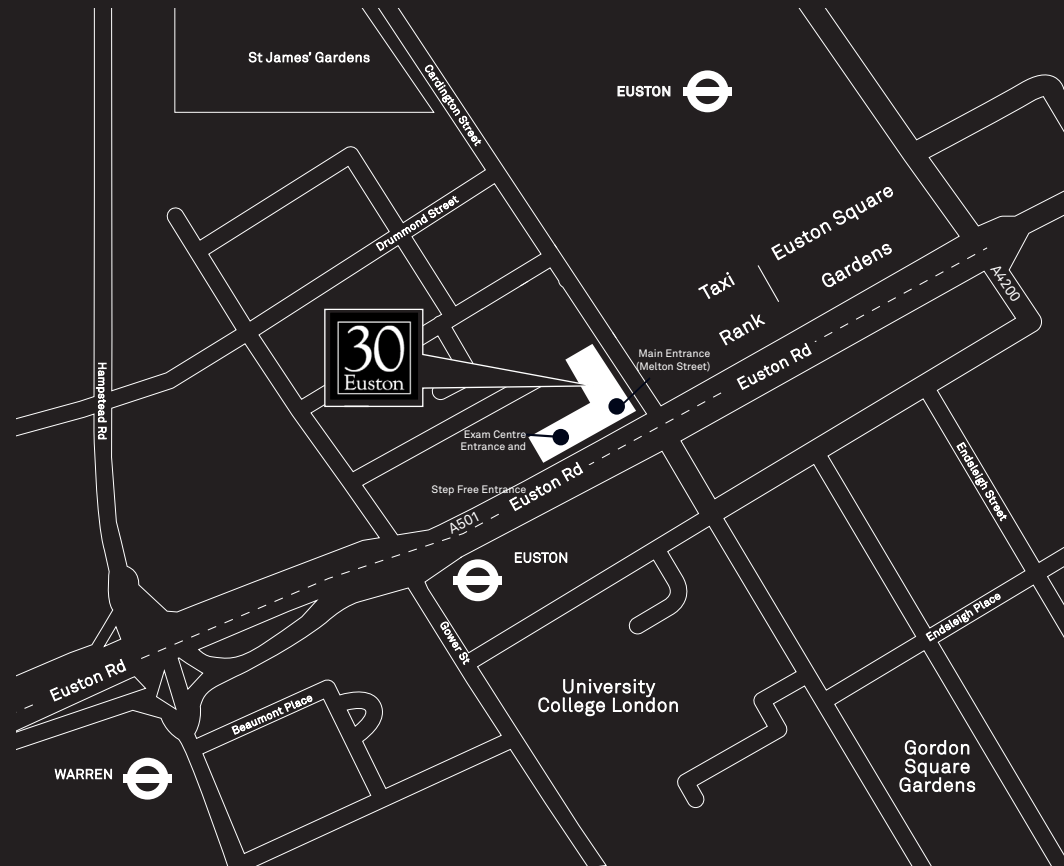 St James' Gardens
Cardington Street
EUSTON
Drummond Street
Euston Square
Gardens
Taxi
Rank
A4200
30
Euston
Main Entrance
(Melton Street)
Euston Rd
Hampstead Rd
Exam Centre
Entrance and
Step Free Entrance
Euston Rd
A501
Endsleigh Street
EUSTON
Gower St
Endsleigh Place
Euston Rd
University
College London
Beaumont Place
WARREN
Gordon
Square
Gardens